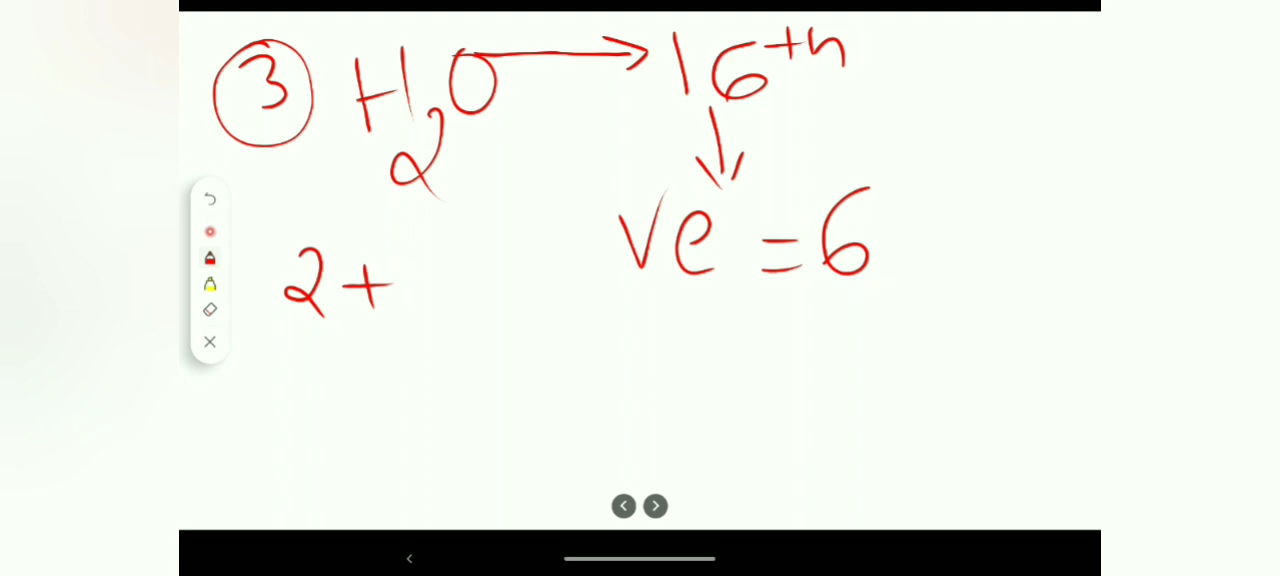 ③ H₂O → 16th
↓
ve = 6
2+